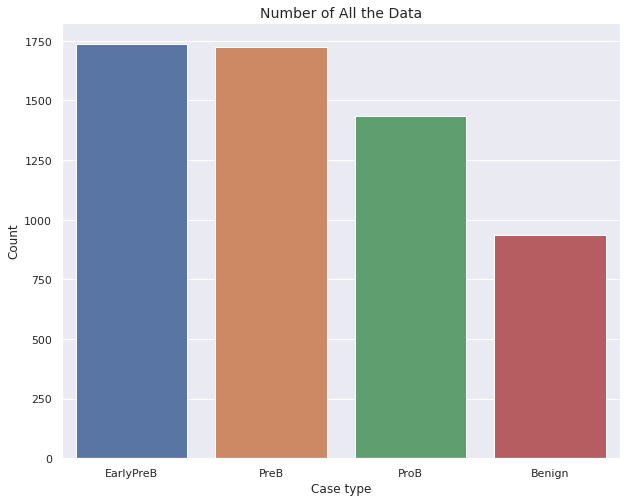 Number of All the Data
1750
1500
1250
1000
750
500
250
0
Count
EarlyPreB PreB ProB Benign
Case type